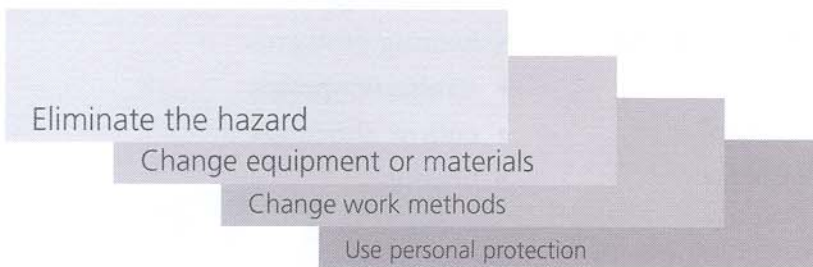 Eliminate the hazard
Change equipment or materials
Change work methods
Use personal protection